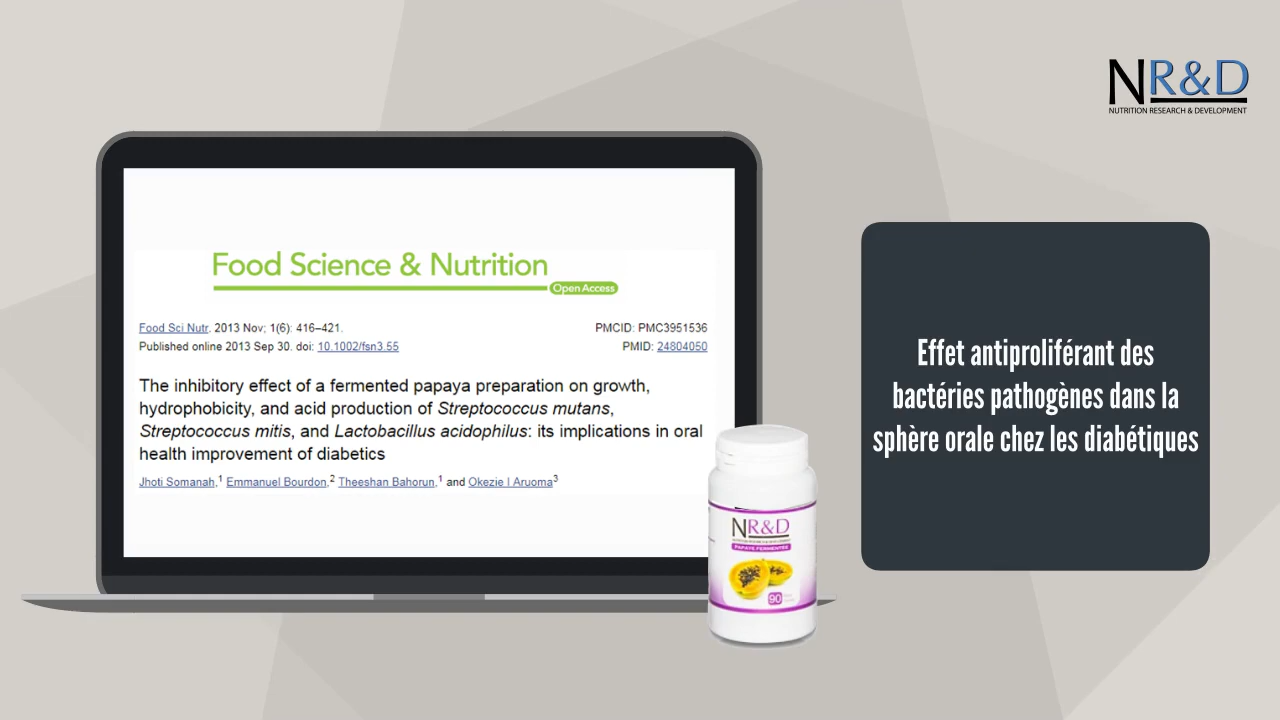 NR&D
NUTRITION RESEARCH & DEVELOPMENT
Food Science & Nutrition
Open Access
Food Sci Nutr. 2013 Nov; 1(6): 416–421.
PMCID: PMC3951536
Published online 2013 Sep 30. doi: 10.1002/fsn3.55
PMID: 24804050
The inhibitory effect of a fermented papaya preparation on growth,
hydrophobicity, and acid production of Streptococcus mutans,
Streptococcus mitis, and Lactobacillus acidophilus: its implications in oral
health improvement of diabetics
Jhoti Somanah,1 Emmanuel Bourdon,2 Theeshan Bahorun,1 and Okezie I Aruoma3
Effet antiproliférant des
bactéries pathogènes dans la
sphère orale chez les diabétiques
NR&D
NUTRITION RESEARCH & DEVELOPMENT
PAPAYE FERMENTÉE
90